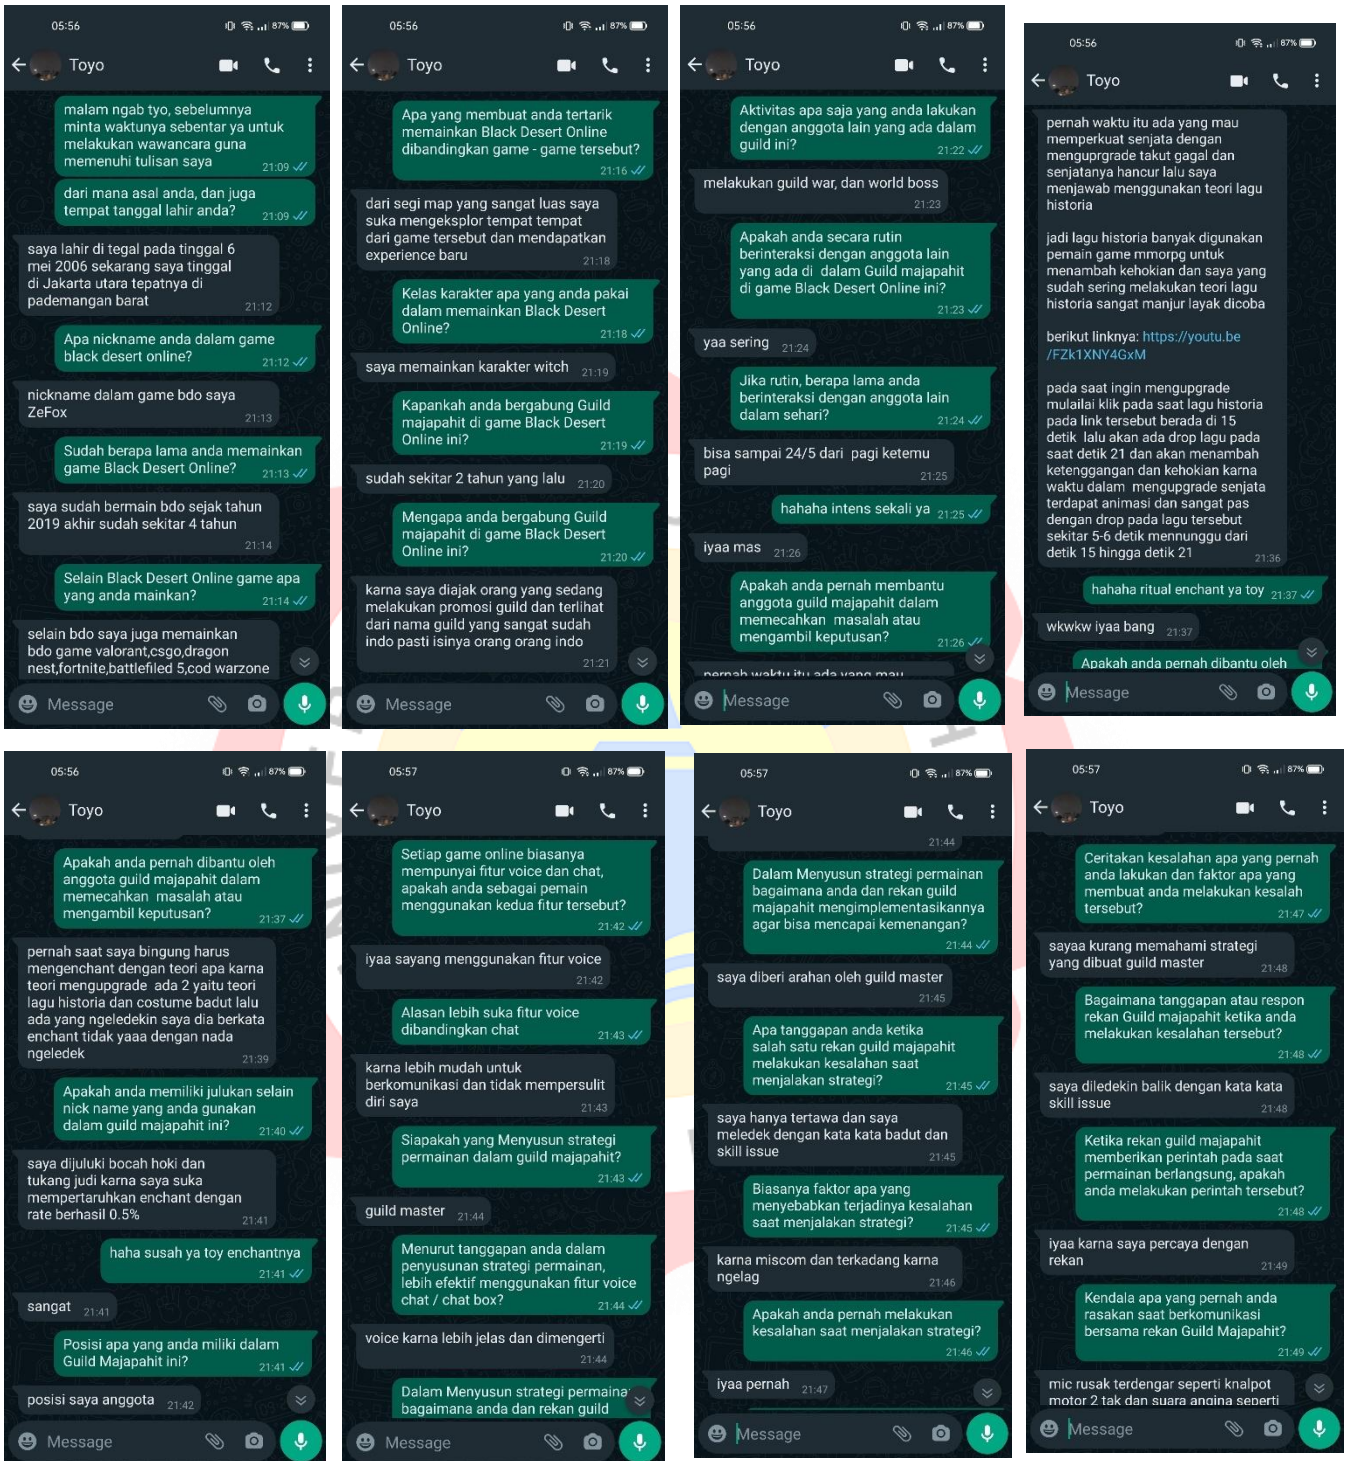 05:56
87%
Toyo
malam ngab tyo, sebelumnya
minta waktunya sebentar ya untuk
melakukan wawancara guna
memenuhi tulisan saya
21:09
dari mana asal anda, dan juga
tempat tanggal lahir anda?
21:09
saya lahir di tegal pada tinggal 6
mei 2006 sekarang saya tinggal
di Jakarta utara tepatnya di
pademangan barat
21:12
Apa nickname anda dalam game
black desert online?
21:12
nickname dalam game bdo saya
ZeFox
21:13
Sudah berapa lama anda memainkan
game Black Desert Online?
21:13
saya sudah bermain bdo sejak tahun
2019 akhir sudah sekitar 4 tahun
21:14
Selain Black Desert Online game apa
yang anda mainkan?
21:14
selain bdo saya juga memainkan
bdo game valorant,csgo,dragon
nest,fortnite,battlefiled 5,cod warzone
Message
05:56
87%
Toyo
Apa yang membuat anda tertarik
memainkan Black Desert Online
dibandingkan game - game tersebut?
21:16
dari segi map yang sangat luas saya
suka mengeksplor tempat tempat
dari game tersebut dan mendapatkan
experience baru
21:18
Kelas karakter apa yang anda pakai
dalam memainkan Black Desert
Online?
21:18
saya memainkan karakter witch
21:19
Kapankah anda bergabung Guild
majapahit di game Black Desert
Online ini?
21:19
sudah sekitar 2 tahun yang lalu
21:20
Mengapa anda bergabung Guild
majapahit di game Black Desert
Online ini?
21:20
karna saya diajak orang yang sedang
melakukan promosi guild dan terlihat
dari nama guild yang sangat sudah
indo pasti isinya orang orang indo
21:21
Message
05:56
87%
Toyo
Aktivitas apa saja yang anda lakukan
dengan anggota lain yang ada dalam
guild ini?
21:22
melakukan guild war, dan world boss
21:23
Apakah anda secara rutin
berinteraksi dengan anggota lain
yang ada di dalam Guild majapahit
di game Black Desert Online ini?
21:23
yaa sering
21:24
Jika rutin, berapa lama anda
berinteraksi dengan anggota lain
dalam sehari?
21:24
bisa sampai 24/5 dari pagi ketemu
pagi
21:25
hahaha intens sekali ya
21:25
iyaa mas
21:26
Apakah anda pernah membantu
anggota guild majapahit dalam
memecahkan masalah atau
mengambil keputusan?
21:26
pernah waktu itu ada yang mau
Message
05:56
87%
Toyo
pernah waktu itu ada yang mau
memperkuat senjata dengan
menguprgrade takut gagal dan
senjatanya hancur lalu saya
menjawab menggunakan teori lagu
historia
jadi lagu historia banyak digunakan
pemain game mmorpg untuk
menambah kehokian dan saya yang
sudah sering melakukan teori lagu
historia sangat manjur layak dicoba
berikut linknya: https://youtu.be
/FZk1XNY4GxM
pada saat ingin mengupgrade
mulailai klik pada saat lagu historia
pada link tersebut berada di 15
detik lalu akan ada drop lagu pada
saat detik 21 dan akan menambah
ketenggangan dan kehokian karna
waktu dalam mengupgrade senjata
terdapat animasi dan sangat pas
dengan drop pada lagu tersebut
sekitar 5-6 detik mennunggu dari
detik 15 hingga detik 21
21:36
hahaha ritual enchant ya toy
21:37
wkwkw iyaa bang
21:37
Apakah anda pernah dibantu oleh
Message
05:56
87%
Toyo
Apakah anda pernah dibantu oleh
anggota guild majapahit dalam
memecahkan masalah atau
mengambil keputusan?
21:37
pernah saat saya bingung harus
mengenchant dengan teori apa karna
teori mengupgrade ada 2 yaitu teori
lagu historia dan costume badut lalu
ada yang ngeledekin saya dia berkata
enchant tidak yaaa dengan nada
ngeledek
21:39
Apakah anda memiliki julukan selain
nick name yang anda gunakan
dalam guild majapahit ini?
21:40
saya dijuluki bocah hoki dan
tukang judi karna saya suka
mempertaruhkan enchant dengan
rate berhasil 0.5%
21:41
haha susah ya toy enchantnya
21:41
sangat
21:41
Posisi apa yang anda miliki dalam
Guild Majapahit ini?
21:41
posisi saya anggota
21:42
Message
05:57
87%
Toyo
Setiap game online biasanya
mempunyai fitur voice dan chat,
apakah anda sebagai pemain
menggunakan kedua fitur tersebut?
21:42
iyaa sayang menggunakan fitur voice
21:42
Alasan lebih suka fitur voice
dibandingkan chat
21:43
karna lebih mudah untuk
berkomunikasi dan tidak mempersulit
diri saya
21:43
Siapakah yang Menyusun strategi
permainan dalam guild majapahit?
21:43
guild master
21:44
Menurut tanggapan anda dalam
penyusunan strategi permainan,
lebih efektif menggunakan fitur voice
chat / chat box?
21:44
voice karna lebih jelas dan dimengerti
21:44
Dalam Menyusun strategi permaina
bagaimana anda dan rekan guild
Message
05:57
87%
Toyo
21:44
Dalam Menyusun strategi permainan
bagaimana anda dan rekan guild
majapahit mengimplementasikannya
agar bisa mencapai kemenangan?
21:44
saya diberi arahan oleh guild master
21:45
Apa tanggapan anda ketika
salah satu rekan guild majapahit
melakukan kesalahan saat
menjalakan strategi?
21:45
saya hanya tertawa dan saya
meledek dengan kata kata badut dan
skill issue
21:45
Biasanya faktor apa yang
menyebabkan terjadinya kesalahan
saat menjalakan strategi?
21:45
karna miscom dan terkadang karna
ngelag
21:46
Apakah anda pernah melakukan
kesalahan saat menjalakan strategi?
21:46
iyaa pernah
21:47
Message
05:57
87%
Toyo
Ceritakan kesalahan apa yang pernah
anda lakukan dan faktor apa yang
membuat anda melakukan kesalah
tersebut?
21:47
sayaa kurang memahami strategi
yang dibuat guild master
21:48
Bagaimana tanggapan atau respon
rekan Guild majapahit ketika anda
melakukan kesalahan tersebut?
21:48
saya diledekin balik dengan kata kata
skill issue
21:48
Ketika rekan guild majapahit
memberikan perintah pada saat
permainan berlangsung, apakah
anda melakukan perintah tersebut?
21:48
iyaa karna saya percaya dengan
rekan
21:49
Kendala apa yang pernah anda
rasakan saat berkomunikasi
bersama rekan Guild Majapahit?
21:49
mic rusak terdengar seperti knalpot
motor 2 tak dan suara angina seperti
Message